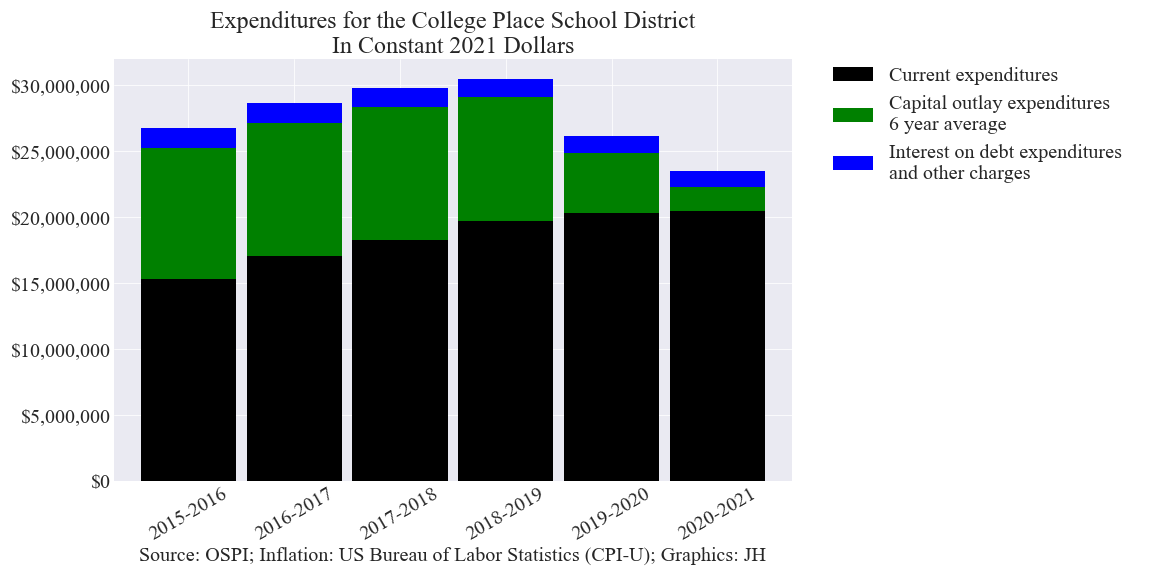 Expenditures for the College Place School District
In Constant 2021 Dollars
$30,000,000
$25,000,000
$20,000,000
$15,000,000
$10,000,000
$5,000,000
$0
2015-2016
2016-2017
2017-2018
2018-2019
2019-2020
2020-2021
Source: OSPI; Inflation: US Bureau of Labor Statistics (CPI-U); Graphics: JH
Current expenditures
Capital outlay expenditures
6 year average
Interest on debt expenditures
and other charges